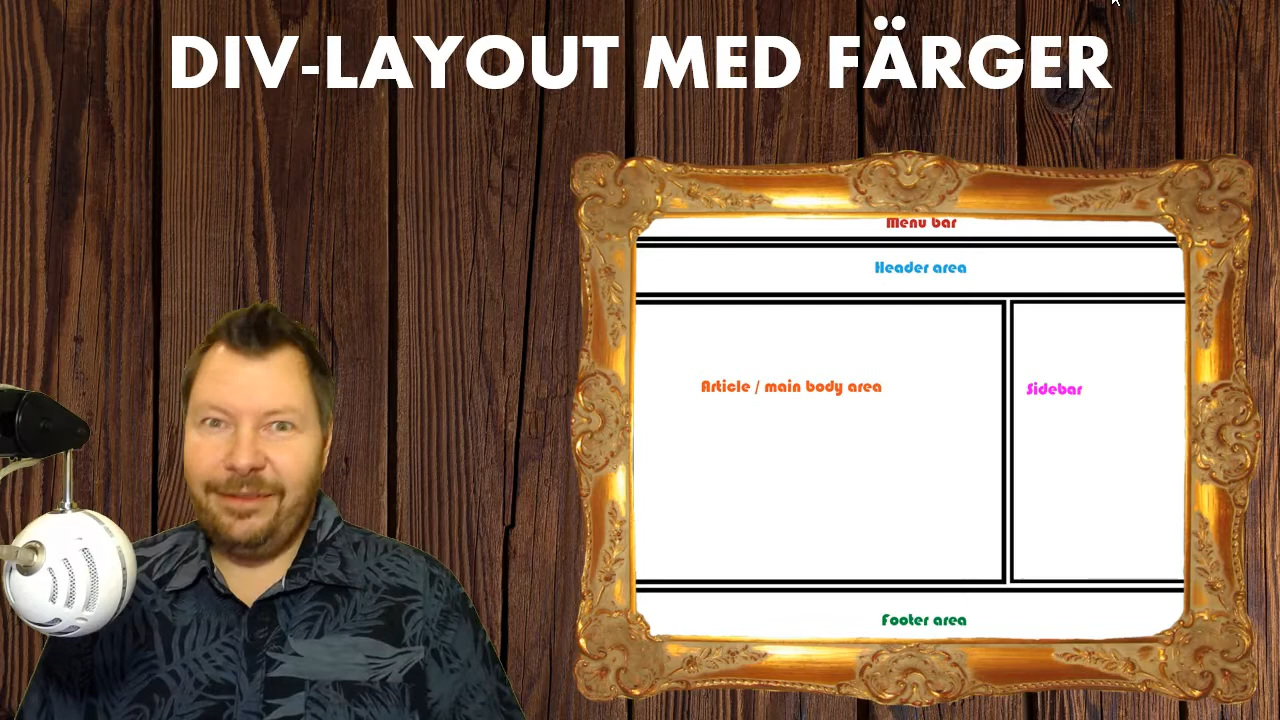 DIV-LAYOUT MED FÄRGER
Menu bar
Header area
Article / main body area
Sidebar
Footer area